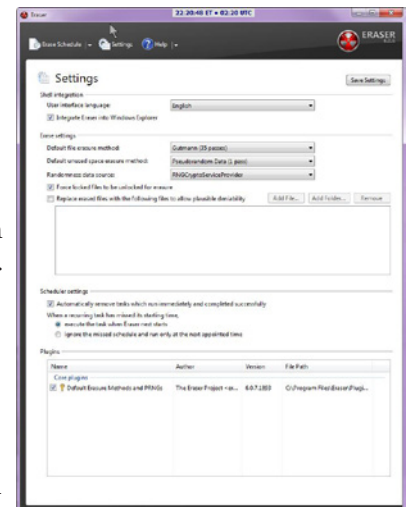 Eraser
22:20:40 ET • 02:20 UTC
Erase Schedule Settings Help
ERASER
Settings
Save Settings
Shell integration
User interface language: English
Integrate Eraser into Windows Explorer
Erase settings
Default file erasure method: Gutmann (35 passes)
Default unused space erasure method: Pseudorandom Data (1 pass)
Randomness data source: RNGCryptoServiceProvider
Force locked files to be unlocked for erasure
Replace erased files with the following files to allow plausible deniability
Add File... Add Folder... Remove
Scheduler settings
Automatically remove tasks which run immediately and completed successfully
When a recurring task has missed its starting time,
execute the task when Eraser next starts
ignore the missed schedule and run only at the next appointed time
Plugins
Name Author Version File Path
Core plugins
Default Erasure Methods and PRNGs The Eraser Project C:\Program Files\Eraser\Plugi...